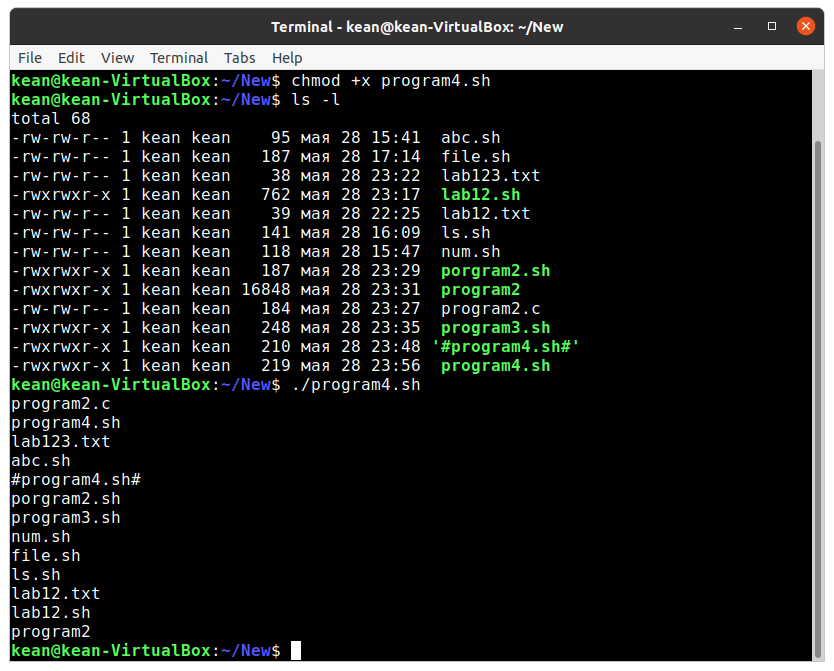 Terminal - kean@kean-VirtualBox: ~/New
File Edit View Terminal Tabs Help
kean@kean-VirtualBox:~/New$ chmod +x program4.sh
kean@kean-VirtualBox:~/New$ ls -l
total 68
-rw-rw-r-- 1 kean kean    95 мая 28 15:41  abc.sh
-rw-rw-r-- 1 kean kean   187 мая 28 17:14  file.sh
-rw-rw-r-- 1 kean kean    38 мая 28 23:22  lab123.txt
-rwxrwxr-x 1 kean kean   762 мая 28 23:17  lab12.sh
-rw-rw-r-- 1 kean kean    39 мая 28 22:25  lab12.txt
-rw-rw-r-- 1 kean kean   141 мая 28 16:09  ls.sh
-rw-rw-r-- 1 kean kean   118 мая 28 15:47  num.sh
-rwxrwxr-x 1 kean kean   187 мая 28 23:29  porgram2.sh
-rwxrwxr-x 1 kean kean 16848 мая 28 23:31  program2
-rw-rw-r-- 1 kean kean   184 мая 28 23:27  program2.c
-rwxrwxr-x 1 kean kean   248 мая 28 23:35  program3.sh
-rwxrwxr-x 1 kean kean   210 мая 28 23:48 '#program4.sh#'
-rwxrwxr-x 1 kean kean   219 мая 28 23:56  program4.sh
kean@kean-VirtualBox:~/New$ ./program4.sh
program2.c
program4.sh
lab123.txt
abc.sh
#program4.sh#
porgram2.sh
program3.sh
num.sh
file.sh
ls.sh
lab12.txt
lab12.sh
program2
kean@kean-VirtualBox:~/New$